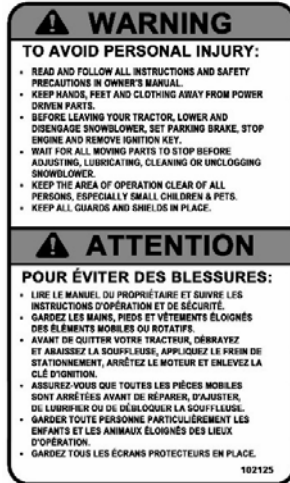 WARNING
TO AVOID PERSONAL INJURY:
• READ AND FOLLOW ALL INSTRUCTIONS AND SAFETY
PRECAUTIONS IN OWNER'S MANUAL.
• KEEP HANDS, FEET AND CLOTHING AWAY FROM POWER
DRIVEN PARTS.
• BEFORE LEAVING YOUR TRACTOR, LOWER AND
DISENGAGE SNOWBLOWER, SET PARKING BRAKE, STOP
ENGINE AND REMOVE IGNITION KEY.
• WAIT FOR ALL MOVING PARTS TO STOP BEFORE
ADJUSTING, LUBRICATING, CLEANING OR UNCLOGGING
SNOWBLOWER.
• KEEP THE AREA OF OPERATION CLEAR OF ALL
PERSONS, ESPECIALLY SMALL CHILDREN & PETS.
• KEEP ALL GUARDS AND SHIELDS IN PLACE.
ATTENTION
POUR ÉVITER DES BLESSURES:
• LIRE LE MANUEL DU PROPRIÉTAIRE ET SUIVRE LES
INSTRUCTIONS D'OPÉRATION ET DE SÉCURITÉ.
• GARDEZ LES MAINS, PIEDS ET VÊTEMENTS ÉLOIGNÉS
DES ÉLÉMENTS MOBILES OU ROTATIFS.
• AVANT DE QUITTER VOTRE TRACTEUR, DÉBRAYEZ
ET ABAISSEZ LA SOUFFLEUSE, APPLIQUEZ LE FREIN DE
STATIONNEMENT, ARRÊTEZ LE MOTEUR ET ENLEVEZ LA
CLÉ D'IGNITION.
• ASSUREZ-VOUS QUE TOUTES LES PIÈCES MOBILES
SONT ARRÊTÉES AVANT DE RÉPARER, D'AJUSTER,
DE LUBRIFIER OU DE DÉBLOQUER LA SOUFFLEUSE.
• GARDER TOUTE PERSONNE PARTICULIÈREMENT LES
ENFANTS ET LES ANIMAUX ÉLOIGNÉS DES LIEUX
D'OPÉRATION.
• GARDEZ TOUS LES ÉCRANS PROTECTEURS EN PLACE.
102125